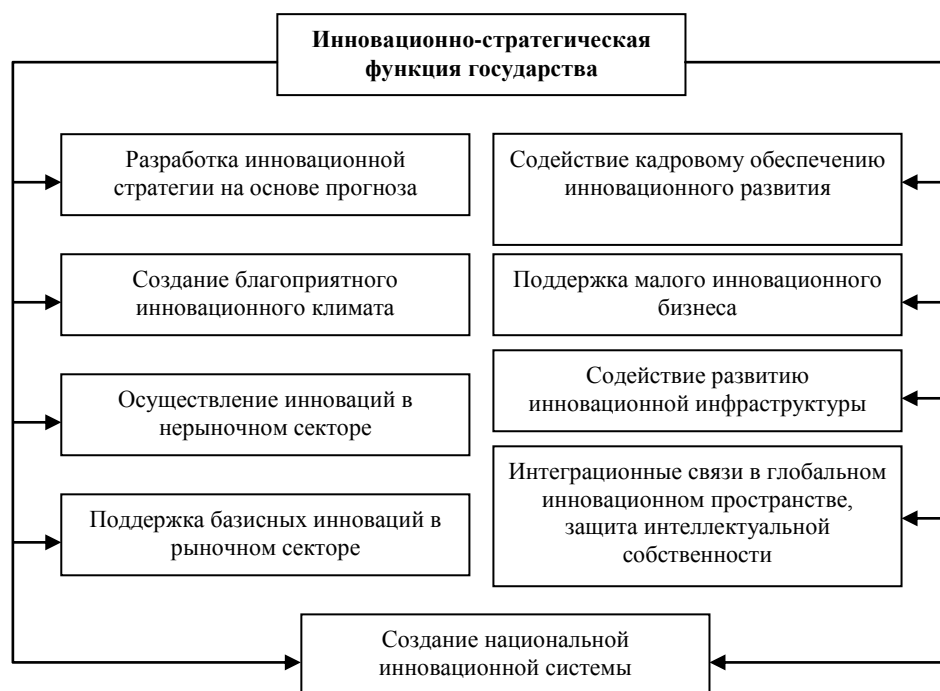 Инновационно-стратегическая
функция государства
Разработка инновационной
стратегии на основе прогноза
Создание благоприятного
инновационного климата
Осуществление инноваций в
нерыночном секторе
Поддержка базисных инноваций в
рыночном секторе
Содействие кадровому обеспечению
инновационного развития
Поддержка малого инновационного
бизнеса
Содействие развитию
инновационной инфраструктуры
Интеграционные связи в глобальном
инновационном пространстве,
защита интеллектуальной
собственности
Создание национальной
инновационной системы